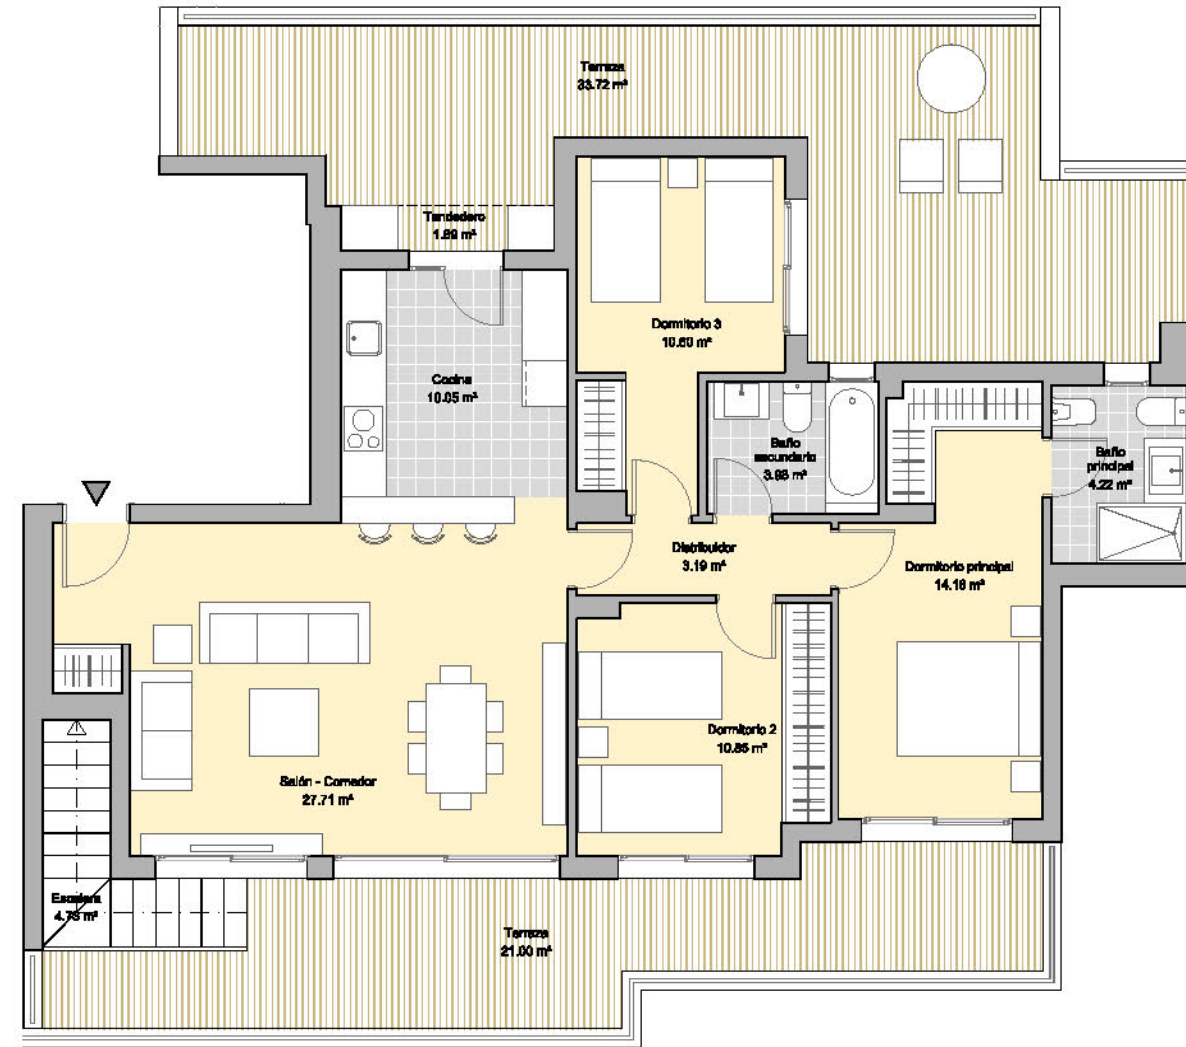 Terraza
33.72 m²
Tendedero
1.89 m²
Dormitorio 3
10.60 m²
Cocina
10.05 m²
Baño
secundario
3.98 m²
Baño
principal
4.22 m²
Distribuidor
3.19 m²
Dormitorio principal
14.16 m²
Dormitorio 2
10.85 m²
Salón - Comedor
27.71 m²
Escalera
4.73 m²
Terraza
21.00 m²